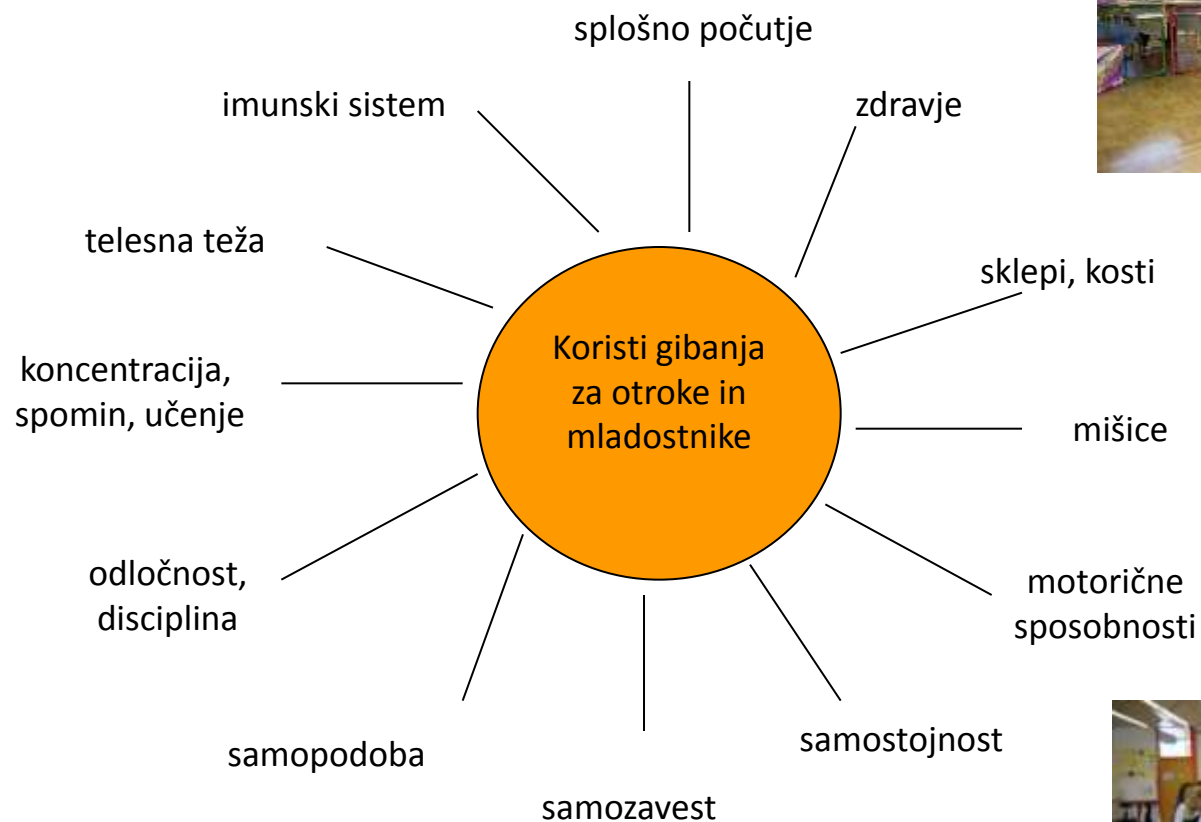 splošno počutje
imunski sistem
zdravje
telesna teža
sklepi, kosti
Koristi gibanja
za otroke in
mladostnike
koncentracija,
spomin, učenje
mišice
odločnost,
disciplina
motorične
sposobnosti
samopodoba
samostojnost
samozavest